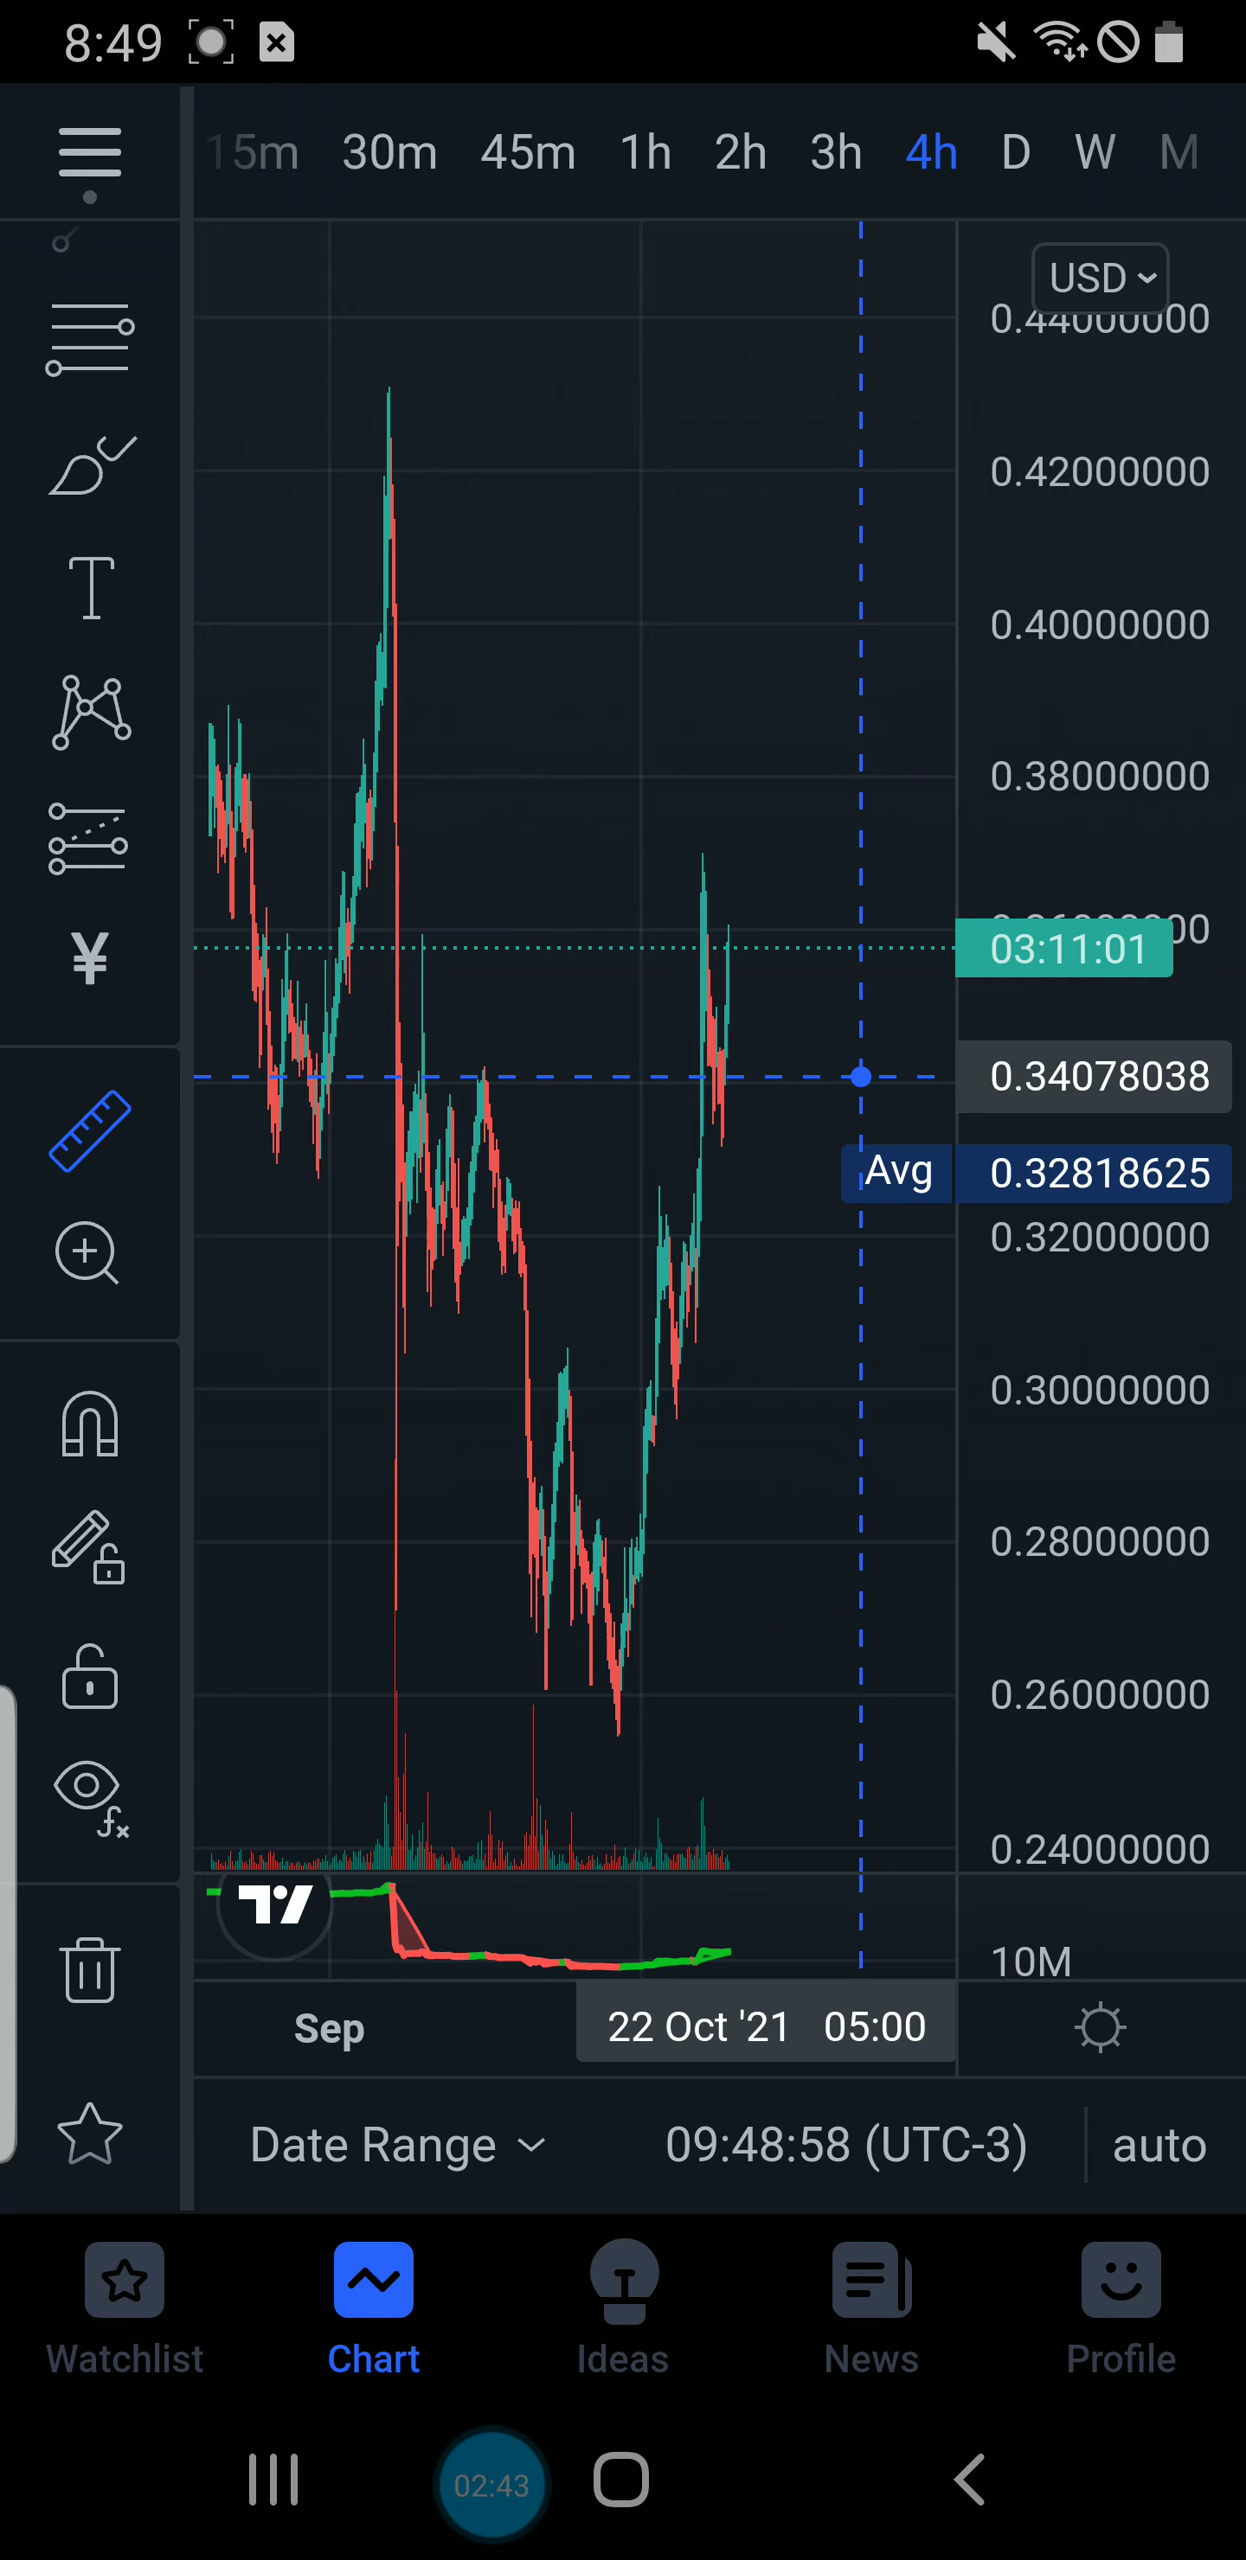 8:49
15m 30m 45m 1h 2h 3h 4h D W M
USD
0.44000000
0.42000000
0.40000000
0.38000000
03:11:01
0.34078038
Avg 0.32818625
0.32000000
0.30000000
0.28000000
0.26000000
0.24000000
10M
Sep 22 Oct '21 05:00
Date Range 09:48:58 (UTC-3) auto
Watchlist Chart Ideas News Profile
02:43